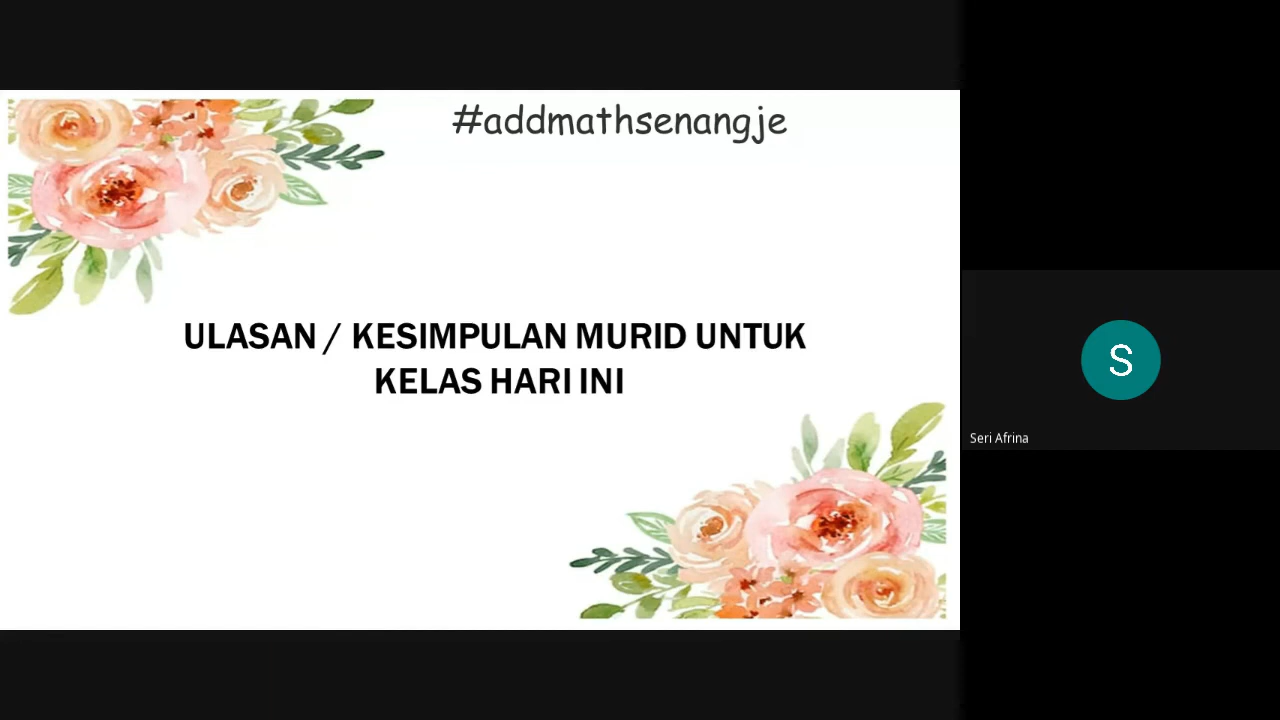 #addmathsenangje
ULASAN / KESIMPULAN MURID UNTUK
KELAS HARI INI
S
Seri Afrina